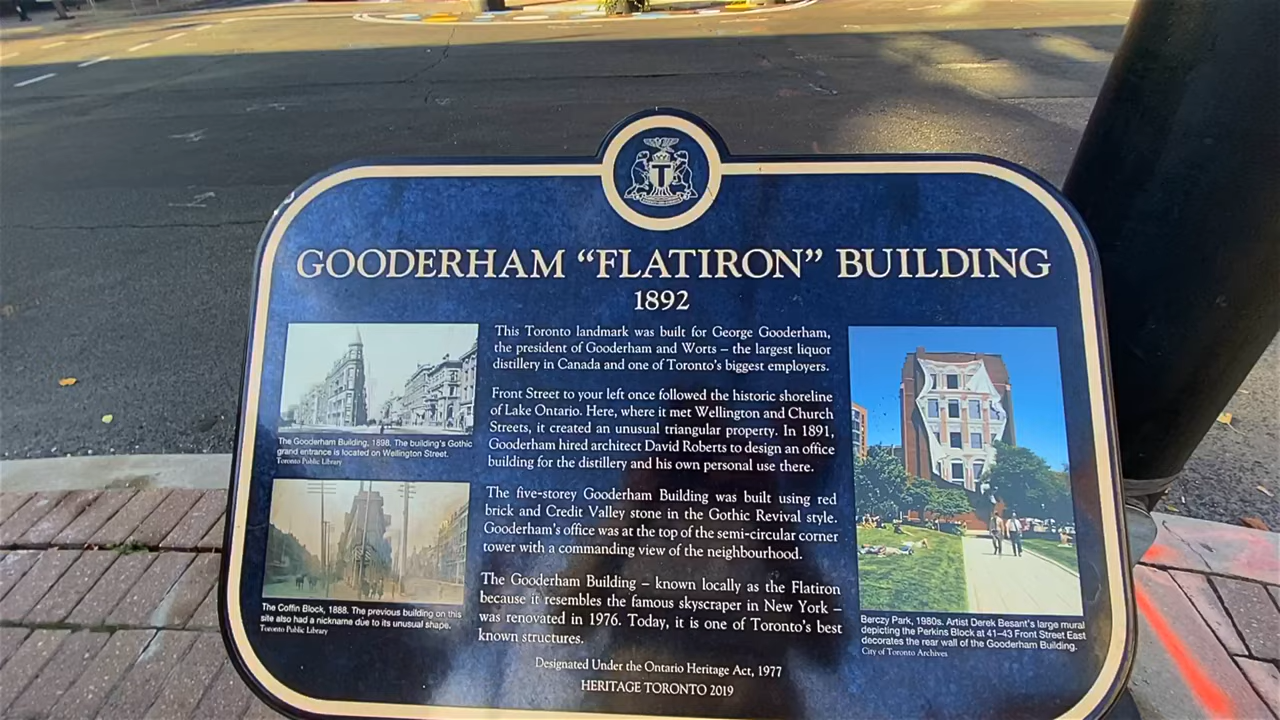 T
GOODERHAM “FLATIRON” BUILDING
1892
This Toronto landmark was built for George Gooderham,
the president of Gooderham and Worts – the largest liquor
distillery in Canada and one of Toronto's biggest employers.
Front Street to your left once followed the historic shoreline
of Lake Ontario. Here, where it met Wellington and Church
Streets, it created an unusual triangular property. In 1891,
Gooderham hired architect David Roberts to design an office
building for the distillery and his own personal use there.
The five-storey Gooderham Building was built using red
brick and Credit Valley stone in the Gothic Revival style.
Gooderham's office was at the top of the semi-circular corner
tower with a commanding view of the neighbourhood.
The Gooderham Building – known locally as the Flatiron
because it resembles the famous skyscraper in New York –
was renovated in 1976. Today, it is one of Toronto's best
known structures.
Designated Under the Ontario Heritage Act, 1977
HERITAGE TORONTO 2019
The Gooderham Building, 1898. The building's Gothic
grand entrance is located on Wellington Street.
Toronto Public Library
The Coffin Block, 1888. The previous building on this
site also had a nickname due to its unusual shape.
Toronto Public Library
Berczy Park, 1980s. Artist Derek Besant's large mural
depicting the Perkins Block at 41–43 Front Street East
decorates the rear wall of the Gooderham Building.
City of Toronto Archives